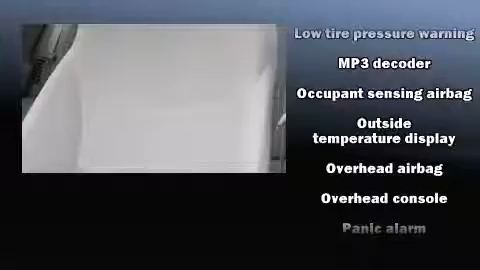 Low tire pressure warning
MP3 decoder
Occupant sensing airbag
Outside
temperature display
Overhead airbag
Overhead console
Panic alarm